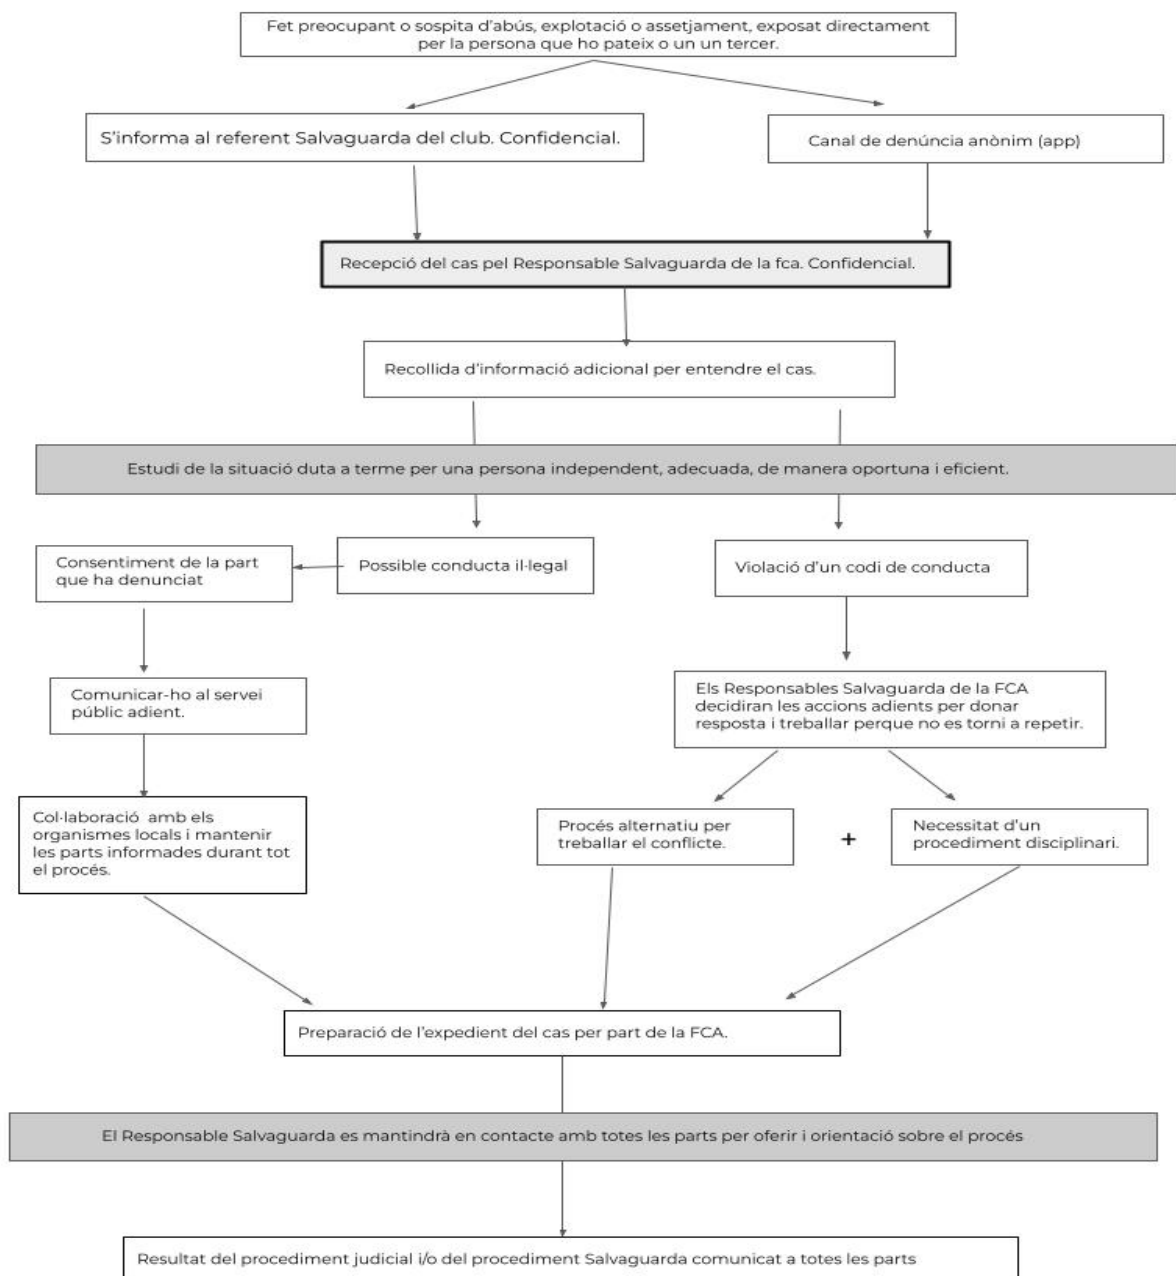 Fet preocupant o sospita d'abús, explotació o assetjament, exposat directament
per la persona que ho pateix o un un tercer.
S'informa al referent Salvaguarda del club. Confidencial.
Canal de denúncia anònim (app)
Recepció del cas pel Responsable Salvaguarda de la fca. Confidencial.
Recollida d'informació adicional per entendre el cas.
Estudi de la situació duta a terme per una persona independent, adecuada, de manera oportuna i eficient.
Consentiment de la part
que ha denunciat
Possible conducta il·legal
Violació d'un codi de conducta
Comunicar-ho al servei
públic adient.
Els Responsables Salvaguarda de la FCA
decidiran les accions adients per donar
resposta i treballar perque no es torni a repetir.
Col·laboració amb els
organismes locals i mantenir
les parts informades durant tot
el procés.
Procés alternatiu per
treballar el conflicte.
+
Necessitat d'un
procediment disciplinari.
Preparació de l'expedient del cas per part de la FCA.
El Responsable Salvaguarda es mantindrà en contacte amb totes les parts per oferir i orientació sobre el procés
Resultat del procediment judicial i/o del procediment Salvaguarda comunicat a totes les parts